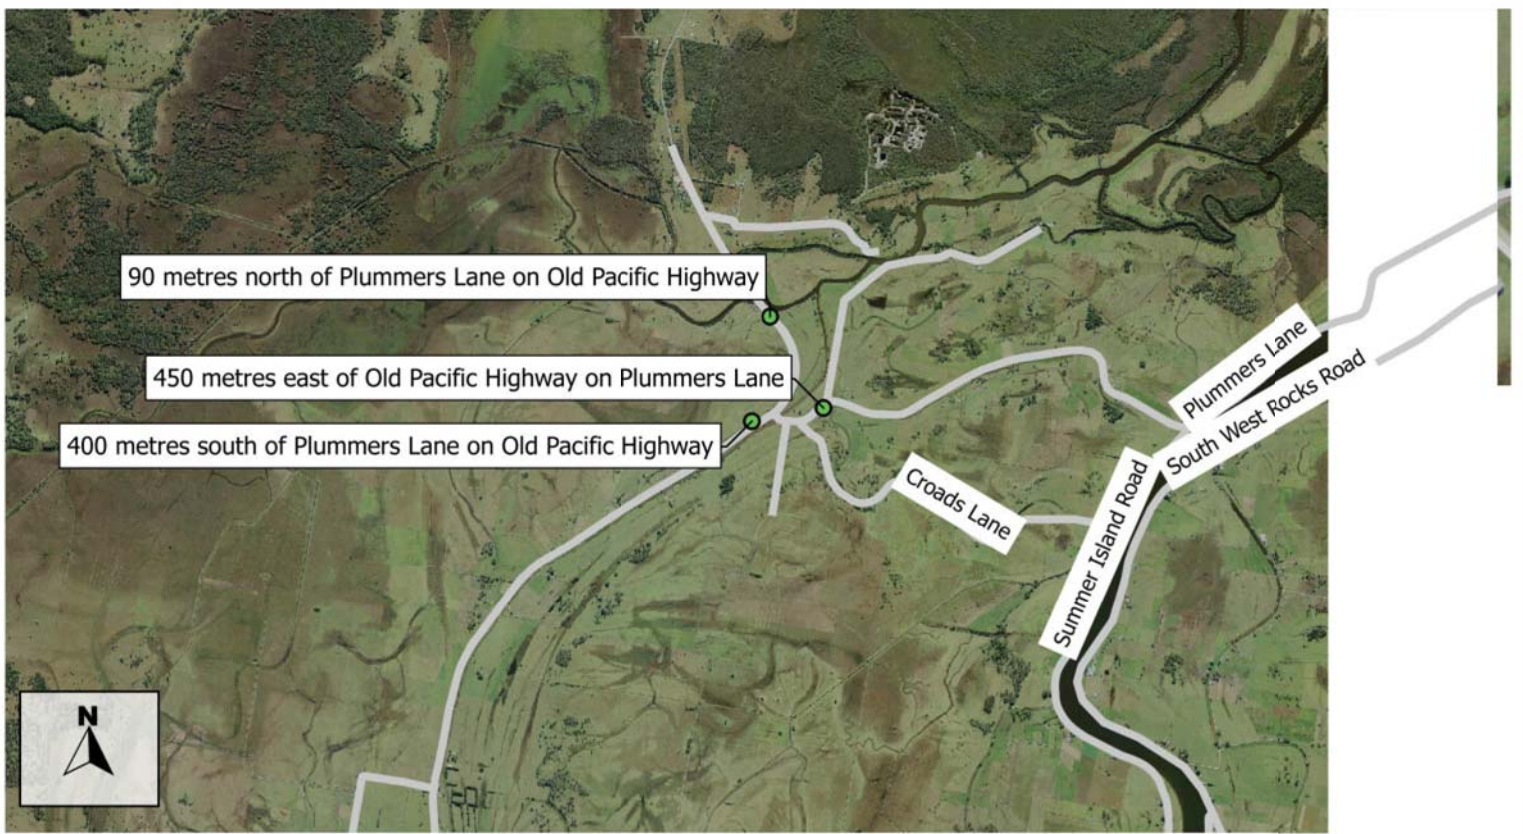 90 metres north of Plummers Lane on Old Pacific Highway
450 metres east of Old Pacific Highway on Plummers Lane
400 metres south of Plummers Lane on Old Pacific Highway
Plummers Lane
South West Rocks Road
Croads Lane
Summer Island Road
N